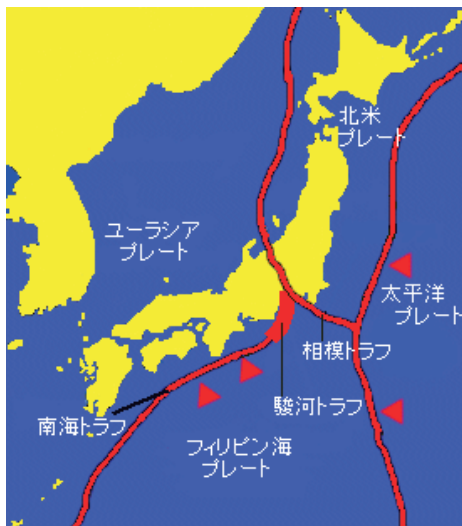 北米
プレート
ユーラシア
プレート
太平洋
プレート
相模トラフ
駿河トラフ
南海トラフ
フィリピン海
プレート